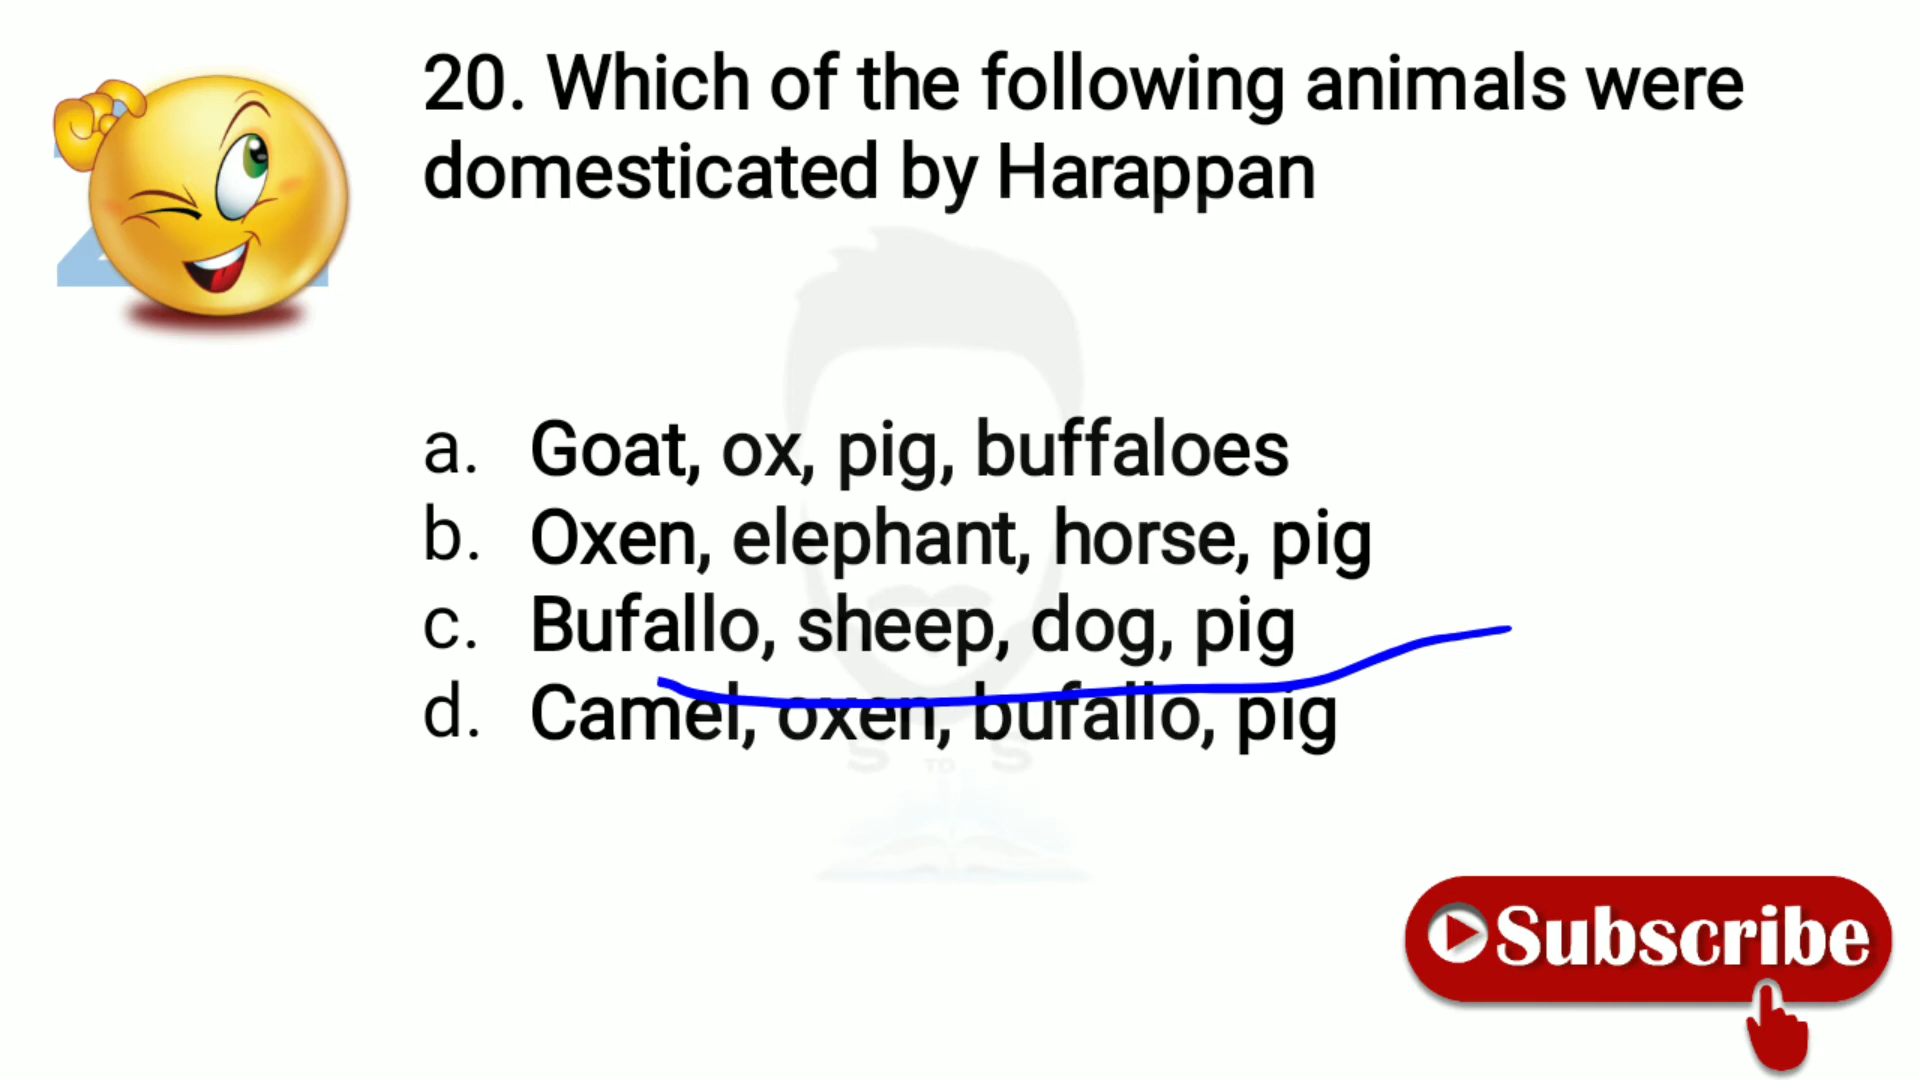 20. Which of the following animals were
domesticated by Harappan
a. Goat, ox, pig, buffaloes
b. Oxen, elephant, horse, pig
c. Bufallo, sheep, dog, pig
d. Camel, oxen, bufallo, pig
S TO S
Subscribe